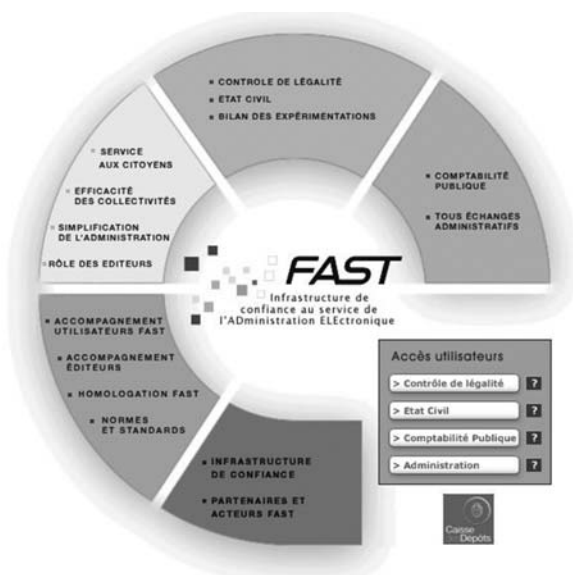 CONTROLE DE LÉGALITÉ
ETAT CIVIL
BILAN DES EXPÉRIMENTATIONS
SERVICE
AUX CITOYENS
EFFICACITÉ
DES COLLECTIVITÉS
SIMPLIFICATION
DE L'ADMINISTRATION
RÔLE DES EDITEURS
COMPTABILITÉ
PUBLIQUE
TOUS ÉCHANGES
ADMINISTRATIFS
FAST
Infrastructure de
confiance au service de
l'ADministration ELEctronique
ACCOMPAGNEMENT
UTILISATEURS FAST
ACCOMPAGNEMENT
ÉDITEURS
HOMOLOGATION FAST
NORMES
ET STANDARDS
INFRASTRUCTURE
DE CONFIANCE
PARTENAIRES ET
ACTEURS FAST
Accès utilisateurs
> Contrôle de légalité ?
> Etat Civil ?
> Comptabilité Publique ?
> Administration ?
Caisse
des Dépôts